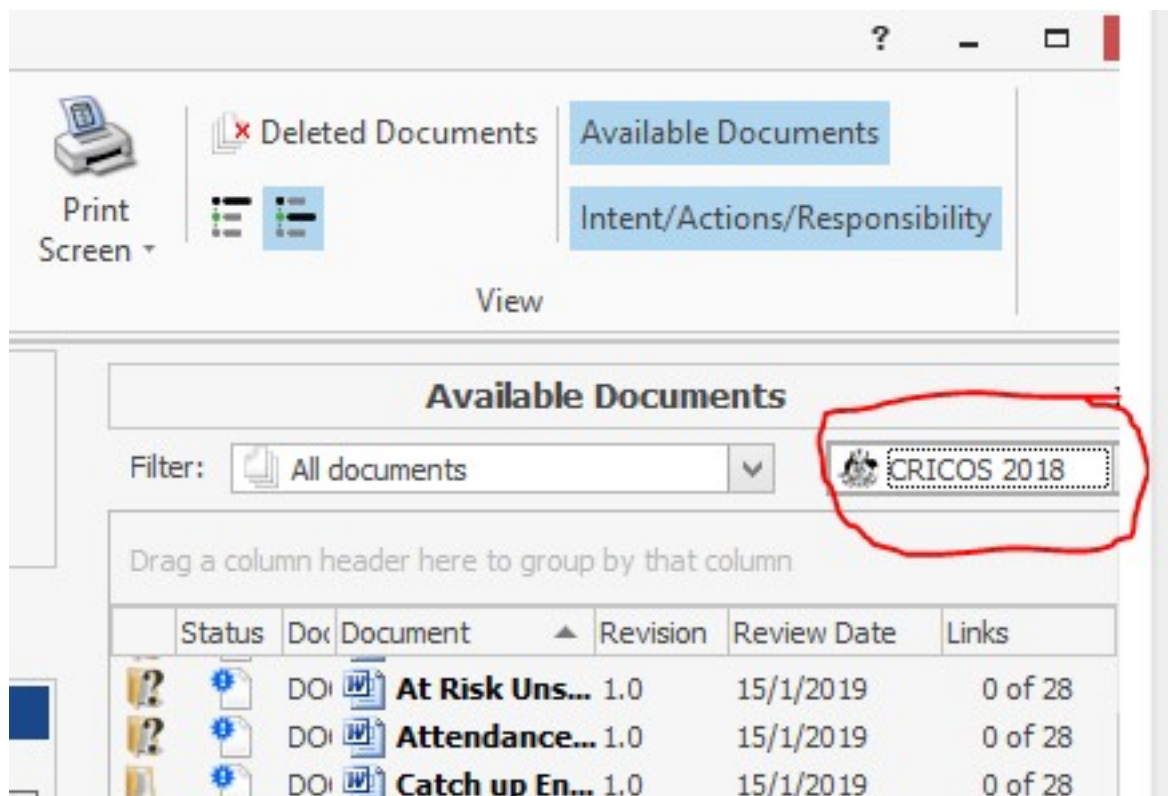 ?
Deleted Documents
Available Documents
Print
Screen
Intent/Actions/Responsibility
View
Available Documents
Filter: All documents CRICOS 2018
Drag a column header here to group by that column
Status Doc Document Revision Review Date Links
? DO At Risk Uns... 1.0 15/1/2019 0 of 28
? DO Attendance... 1.0 15/1/2019 0 of 28
DO Catch up En... 1.0 15/1/2019 0 of 28